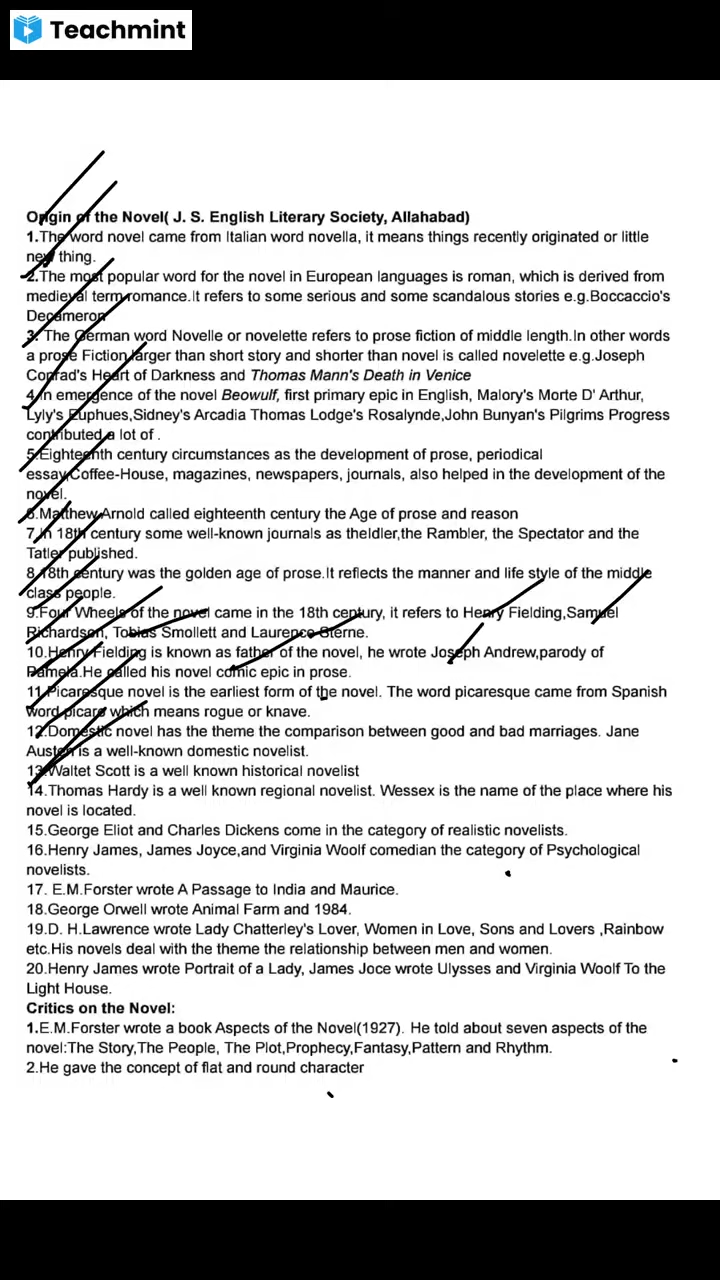 Teachmint
Origin of the Novel( J. S. English Literary Society, Allahabad)
1.The word novel came from Italian word novella, it means things recently originated or little
new thing.
2.The most popular word for the novel in European languages is roman, which is derived from
medieval term romance.It refers to some serious and some scandalous stories e.g.Boccaccio's
Decameron
3. The German word Novelle or novelette refers to prose fiction of middle length.In other words
a prose Fiction larger than short story and shorter than novel is called novelette e.g.Joseph
Conrad's Heart of Darkness and Thomas Mann's Death in Venice
4.In emergence of the novel Beowulf, first primary epic in English, Malory's Morte D' Arthur,
Lyly's Euphues,Sidney's Arcadia Thomas Lodge's Rosalynde,John Bunyan's Pilgrims Progress
contributed a lot of .
5.Eighteenth century circumstances as the development of prose, periodical
essay,Coffee-House, magazines, newspapers, journals, also helped in the development of the
novel.
6.Matthew Arnold called eighteenth century the Age of prose and reason
7.In 18th century some well-known journals as theIdler,the Rambler, the Spectator and the
Tatler published.
8.18th century was the golden age of prose.It reflects the manner and life style of the middle
class people.
9.Four Wheels of the novel came in the 18th century, it refers to Henry Fielding,Samuel
Richardson, Tobias Smollett and Laurence Sterne.
10.Henry Fielding is known as father of the novel, he wrote Joseph Andrew,parody of
Pamela.He called his novel comic epic in prose.
11.Picaresque novel is the earliest form of the novel. The word picaresque came from Spanish
word picaro which means rogue or knave.
12.Domestic novel has the theme the comparison between good and bad marriages. Jane
Austen is a well-known domestic novelist.
13.Waltet Scott is a well known historical novelist
14.Thomas Hardy is a well known regional novelist. Wessex is the name of the place where his
novel is located.
15.George Eliot and Charles Dickens come in the category of realistic novelists.
16.Henry James, James Joyce,and Virginia Woolf comedian the category of Psychological
novelists.
17. E.M.Forster wrote A Passage to India and Maurice.
18.George Orwell wrote Animal Farm and 1984.
19.D. H.Lawrence wrote Lady Chatterley's Lover, Women in Love, Sons and Lovers ,Rainbow
etc.His novels deal with the theme the relationship between men and women.
20.Henry James wrote Portrait of a Lady, James Joce wrote Ulysses and Virginia Woolf To the
Light House.
Critics on the Novel:
1.E.M.Forster wrote a book Aspects of the Novel(1927). He told about seven aspects of the
novel:The Story,The People, The Plot,Prophecy,Fantasy,Pattern and Rhythm.
2.He gave the concept of flat and round character